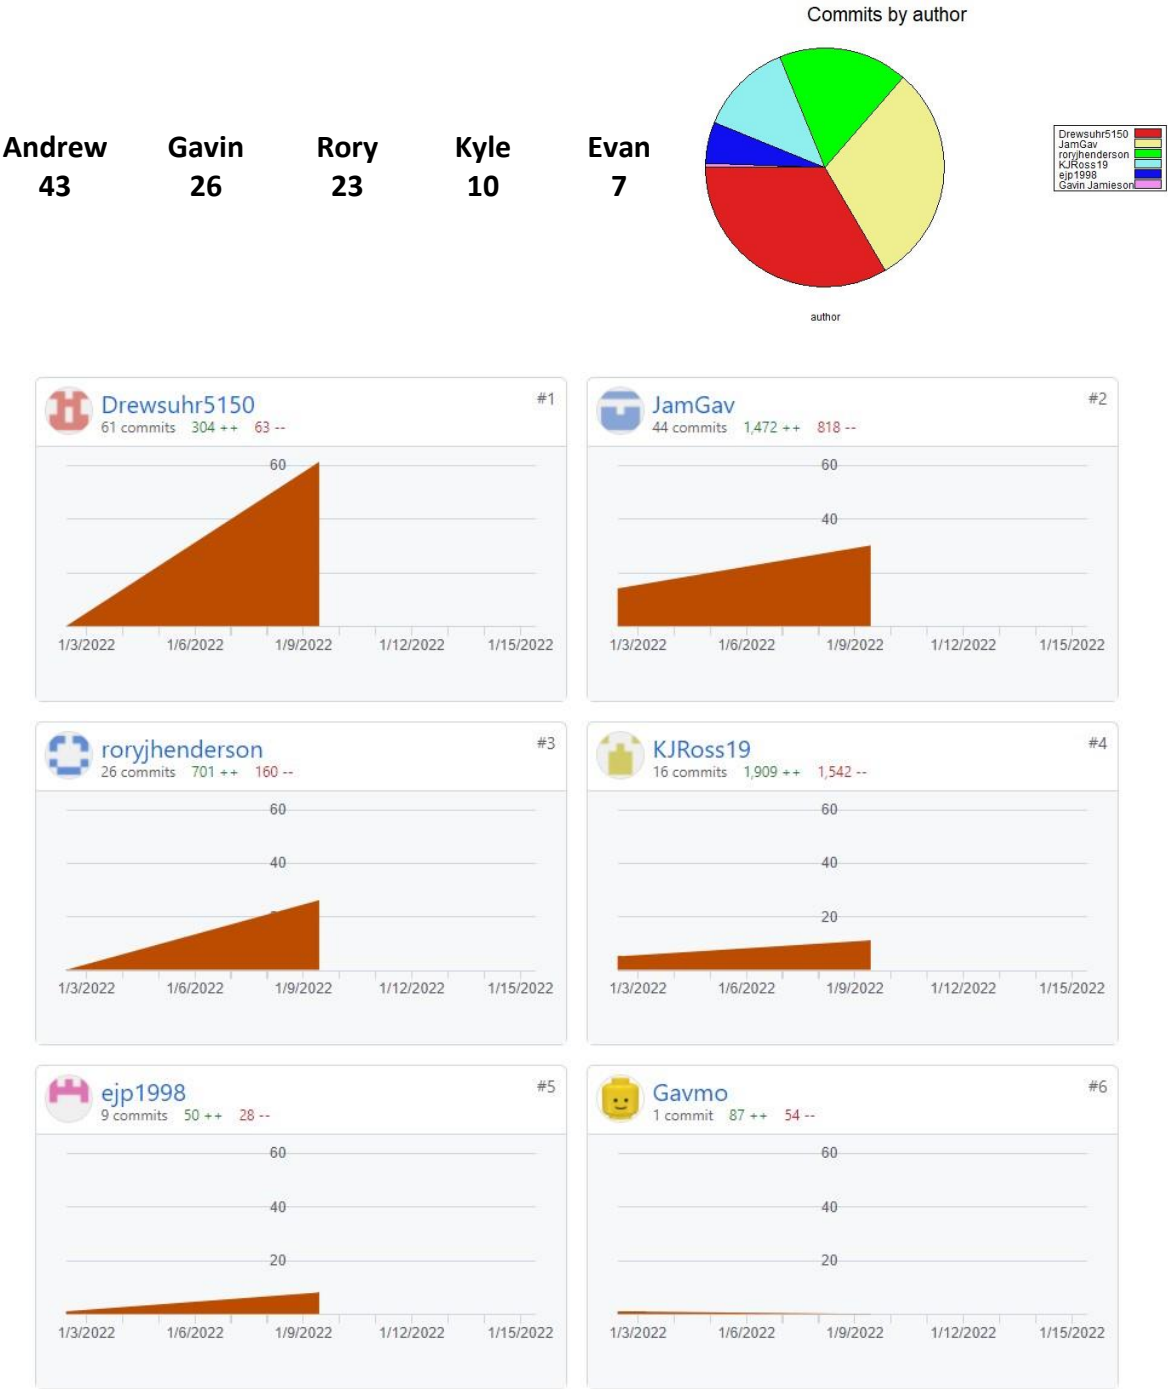 Commits by author
Andrew Gavin Rory Kyle Evan
43 26 23 10 7
Drewsuhr5150
JamGav
roryjhenderson
KJRoss19
ejp1998
Gavin Jamieson
author
Drewsuhr5150 #1
61 commits 304 ++ 63 --
60
1/3/2022 1/6/2022 1/9/2022 1/12/2022 1/15/2022
JamGav #2
44 commits 1,472 ++ 818 --
60
40
1/3/2022 1/6/2022 1/9/2022 1/12/2022 1/15/2022
roryjhenderson #3
26 commits 701 ++ 160 --
60
40
1/3/2022 1/6/2022 1/9/2022 1/12/2022 1/15/2022
KJRoss19 #4
16 commits 1,909 ++ 1,542 --
60
40
20
1/3/2022 1/6/2022 1/9/2022 1/12/2022 1/15/2022
ejp1998 #5
9 commits 50 ++ 28 --
60
40
20
1/3/2022 1/6/2022 1/9/2022 1/12/2022 1/15/2022
Gavmo #6
1 commit 87 ++ 54 --
60
40
20
1/3/2022 1/6/2022 1/9/2022 1/12/2022 1/15/2022